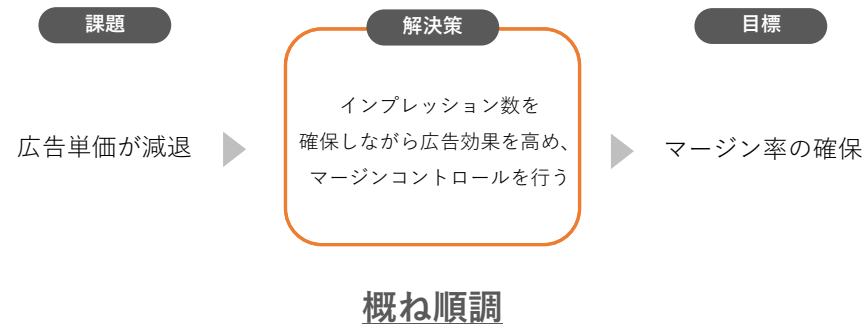 課題
解決策
目標
広告単価が減退
インプレッション数を
確保しながら広告効果を高め、
マージンコントロールを行う
マージン率の確保
概ね順調